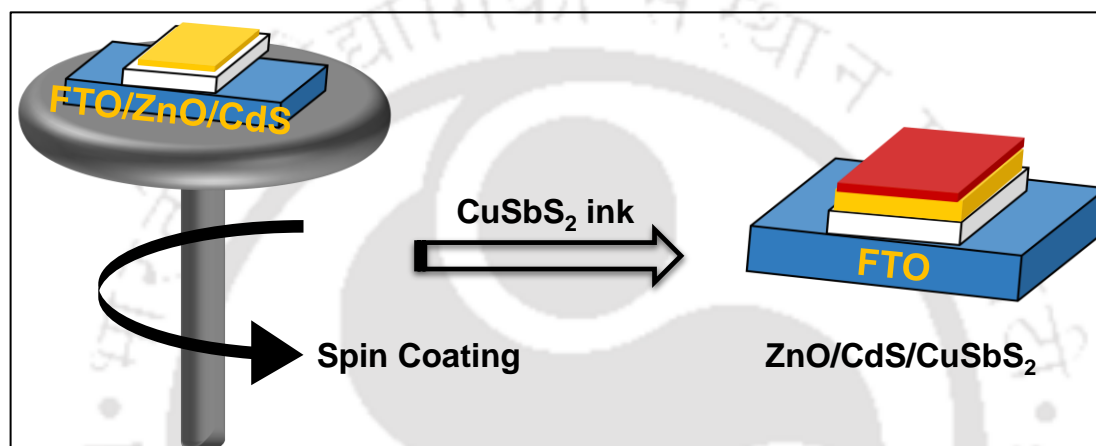 FTO/ZnO/CdS
CuSbS₂ ink
Spin Coating
FTO
ZnO/CdS/CuSbS₂